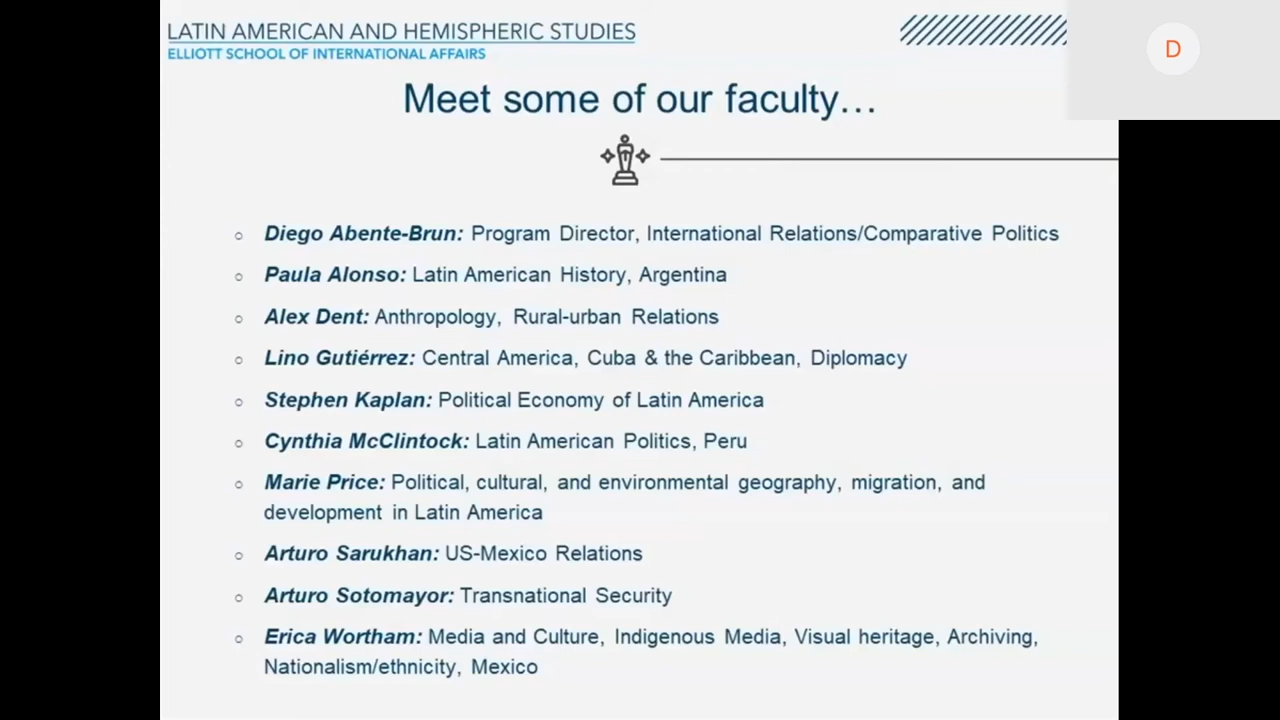 LATIN AMERICAN AND HEMISPHERIC STUDIES
ELLIOTT SCHOOL OF INTERNATIONAL AFFAIRS
D
Meet some of our faculty…
Diego Abente-Brun: Program Director, International Relations/Comparative Politics
Paula Alonso: Latin American History, Argentina
Alex Dent: Anthropology, Rural-urban Relations
Lino Gutiérrez: Central America, Cuba & the Caribbean, Diplomacy
Stephen Kaplan: Political Economy of Latin America
Cynthia McClintock: Latin American Politics, Peru
Marie Price: Political, cultural, and environmental geography, migration, and
development in Latin America
Arturo Sarukhan: US-Mexico Relations
Arturo Sotomayor: Transnational Security
Erica Wortham: Media and Culture, Indigenous Media, Visual heritage, Archiving,
Nationalism/ethnicity, Mexico